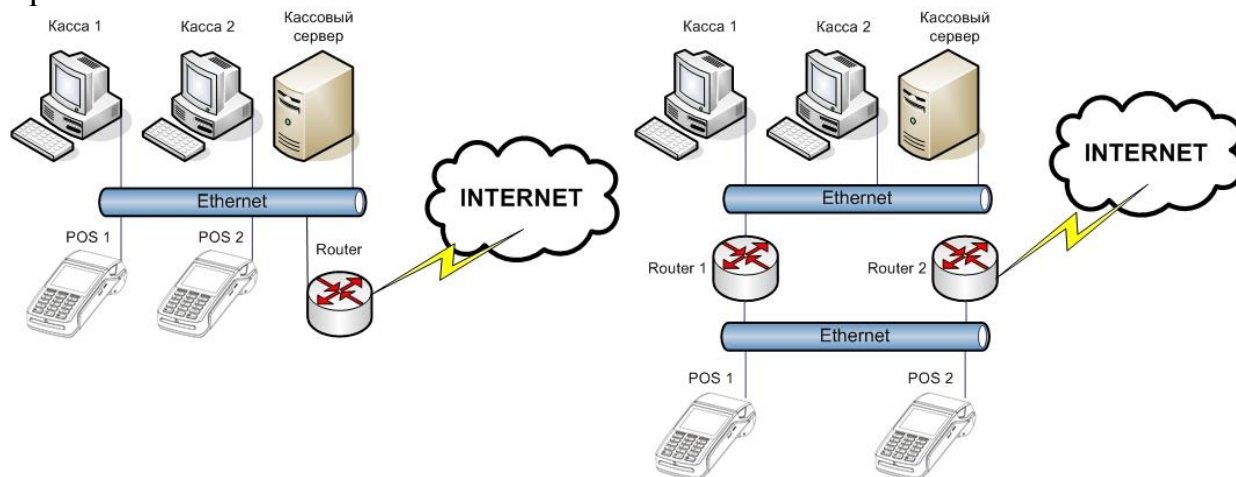 Касса 1
Касса 2
Кассовый
сервер
Ethernet
POS 1
POS 2
Router
INTERNET
Касса 1
Касса 2
Кассовый
сервер
Ethernet
INTERNET
Router 1
Router 2
Ethernet
POS 1
POS 2